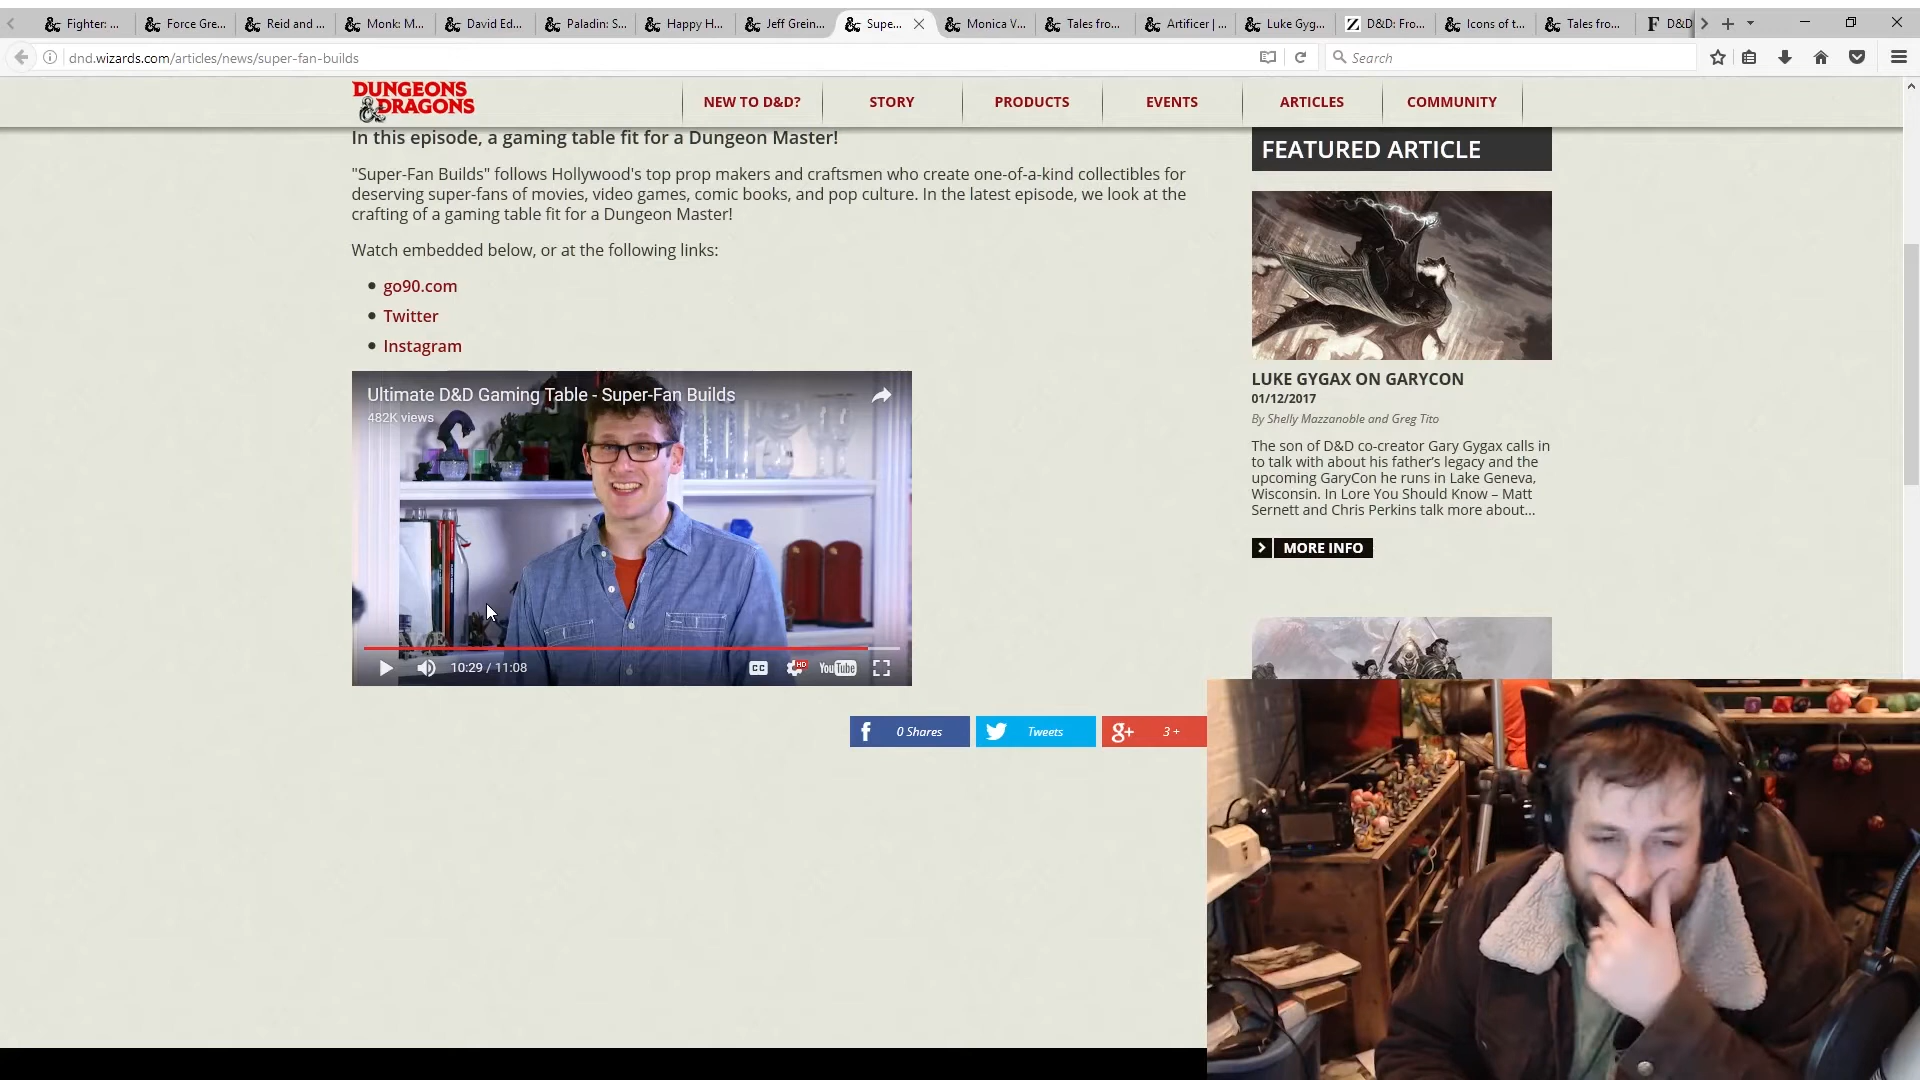 Fighter: ...
Force Gre...
Reid and ...
Monk: M...
David Ed...
Paladin: S...
Happy H...
Jeff Grein...
Supe...
Monica V...
Tales fro...
Artificer | ...
Luke Gyg...
D&D: Fro...
Icons of t...
Tales fro...
D&D
dnd.wizards.com/articles/news/super-fan-builds
Search
DUNGEONS & DRAGONS
NEW TO D&D?
STORY
PRODUCTS
EVENTS
ARTICLES
COMMUNITY
In this episode, a gaming table fit for a Dungeon Master!
"Super-Fan Builds" follows Hollywood's top prop makers and craftsmen who create one-of-a-kind collectibles for
deserving super-fans of movies, video games, comic books, and pop culture. In the latest episode, we look at the
crafting of a gaming table fit for a Dungeon Master!
Watch embedded below, or at the following links:
go90.com
Twitter
Instagram
Ultimate D&D Gaming Table - Super-Fan Builds
482K views
10:29 / 11:08
CC
HD
YouTube
0 Shares
Tweets
g+ 3 +
FEATURED ARTICLE
LUKE GYGAX ON GARYCON
01/12/2017
By Shelly Mazzanoble and Greg Tito
The son of D&D co-creator Gary Gygax calls in
to talk with about his father's legacy and the
upcoming GaryCon he runs in Lake Geneva,
Wisconsin. In Lore You Should Know – Matt
Sernett and Chris Perkins talk more about...
MORE INFO